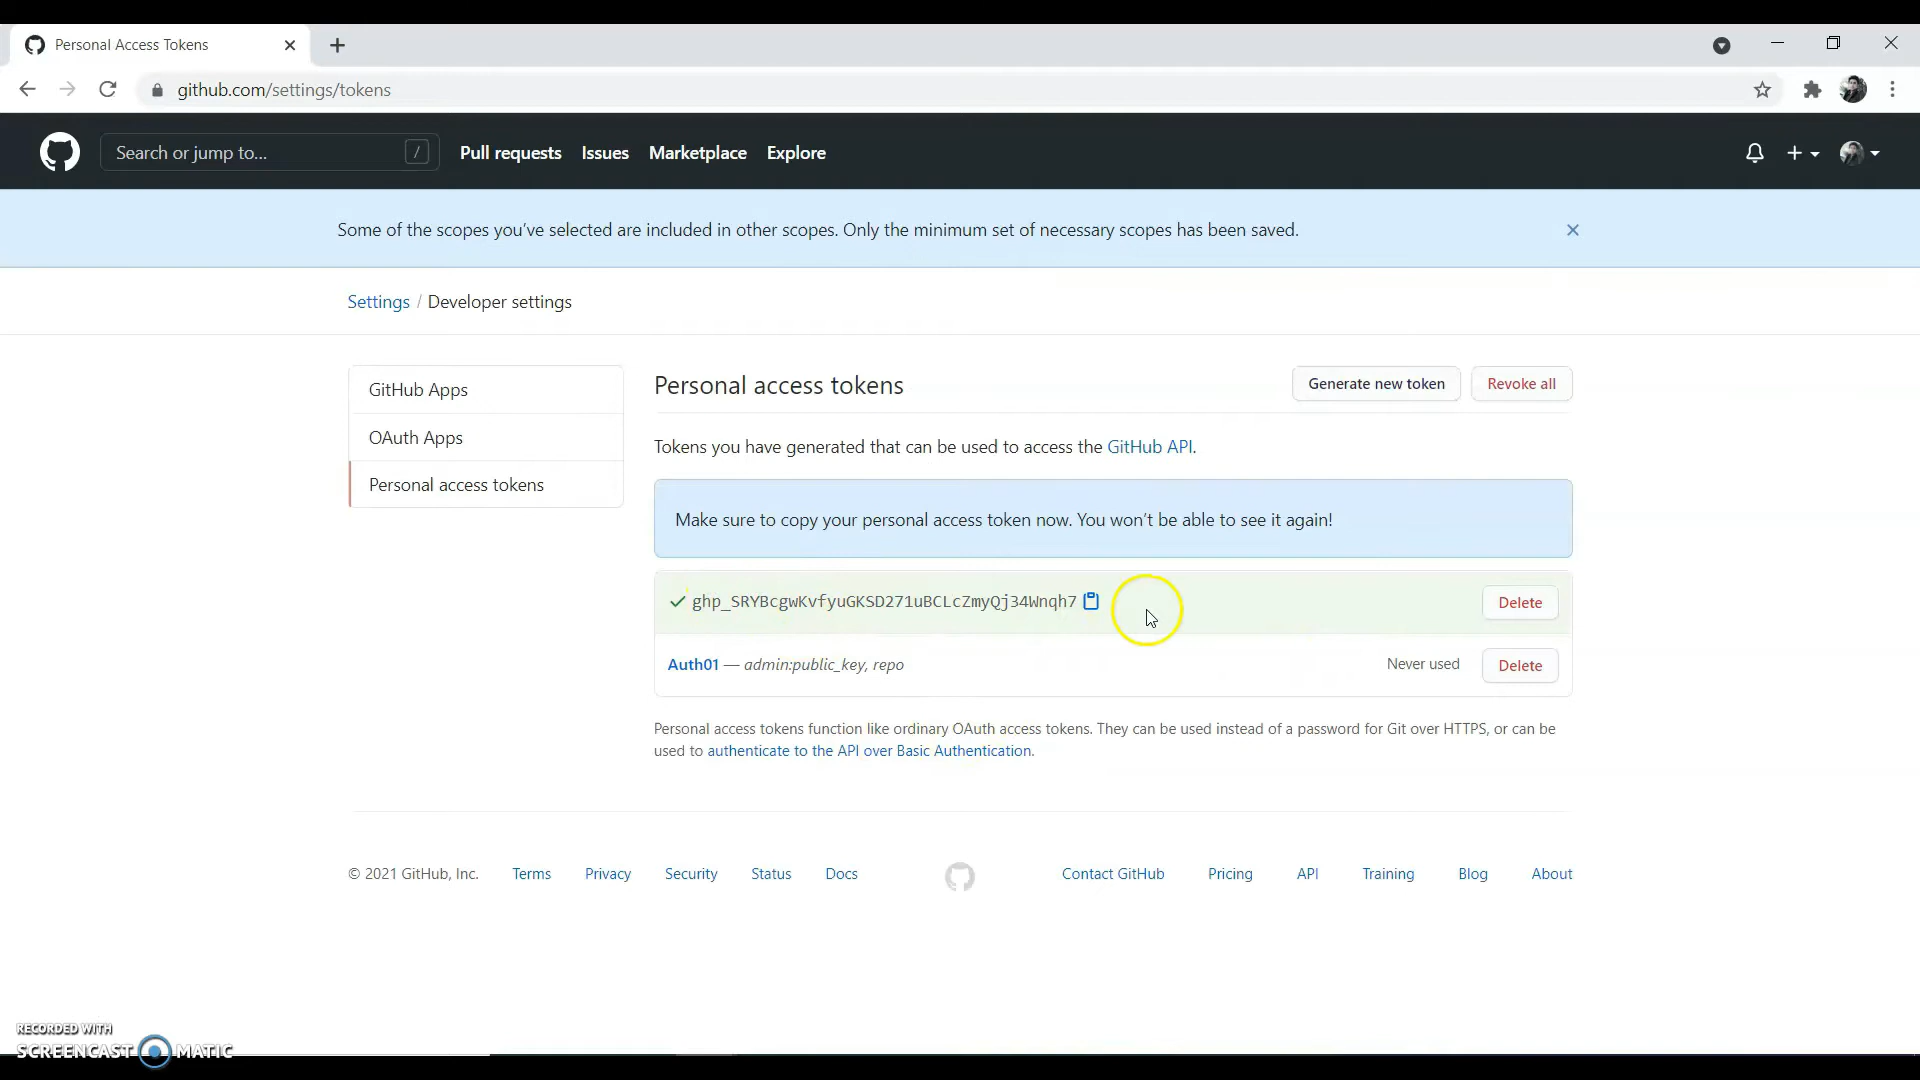 Personal Access Tokens
github.com/settings/tokens
Search or jump to... /
Pull requests Issues Marketplace Explore
Some of the scopes you've selected are included in other scopes. Only the minimum set of necessary scopes has been saved.
Settings / Developer settings
GitHub Apps
OAuth Apps
Personal access tokens
Personal access tokens
Generate new token Revoke all
Tokens you have generated that can be used to access the GitHub API.
Make sure to copy your personal access token now. You won't be able to see it again!
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 Delete
Auth01 — admin:public_key, repo Never used Delete
Personal access tokens function like ordinary OAuth access tokens. They can be used instead of a password for Git over HTTPS, or can be
used to authenticate to the API over Basic Authentication.
© 2021 GitHub, Inc. Terms Privacy Security Status Docs Contact GitHub Pricing API Training Blog About
RECORDED WITH
SCREENCAST MATIC